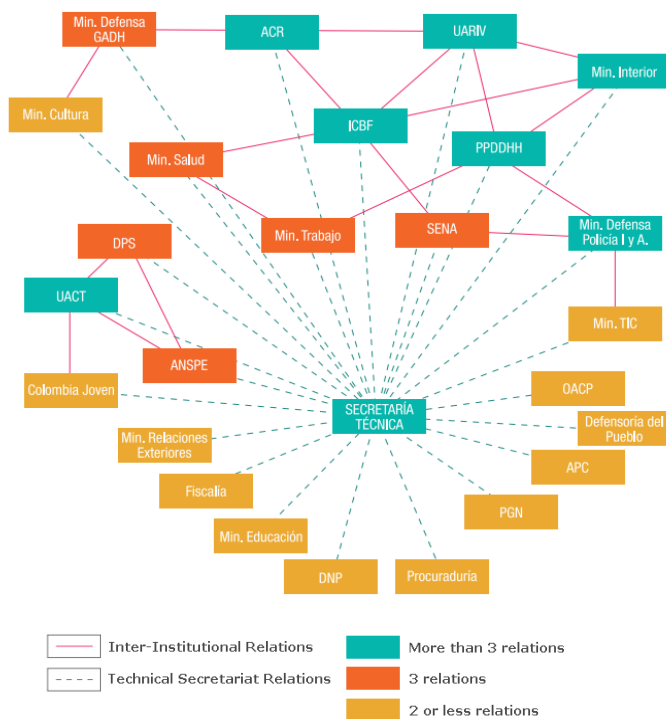 Min. Defensa
GADH
ACR
UARIV
Min. Interior
Min. Cultura
ICBF
PPDDHH
Min. Salud
Min. Trabajo
SENA
Min. Defensa
Policía I y A.
DPS
UACT
Min. TIC
ANSPE
Colombia Joven
OACP
SECRETARÍA
TÉCNICA
Defensoría del
Pueblo
Min. Relaciones
Exteriores
APC
Fiscalía
PGN
Min. Educación
DNP
Procuraduría
Inter-Institutional Relations
More than 3 relations
Technical Secretariat Relations
3 relations
2 or less relations